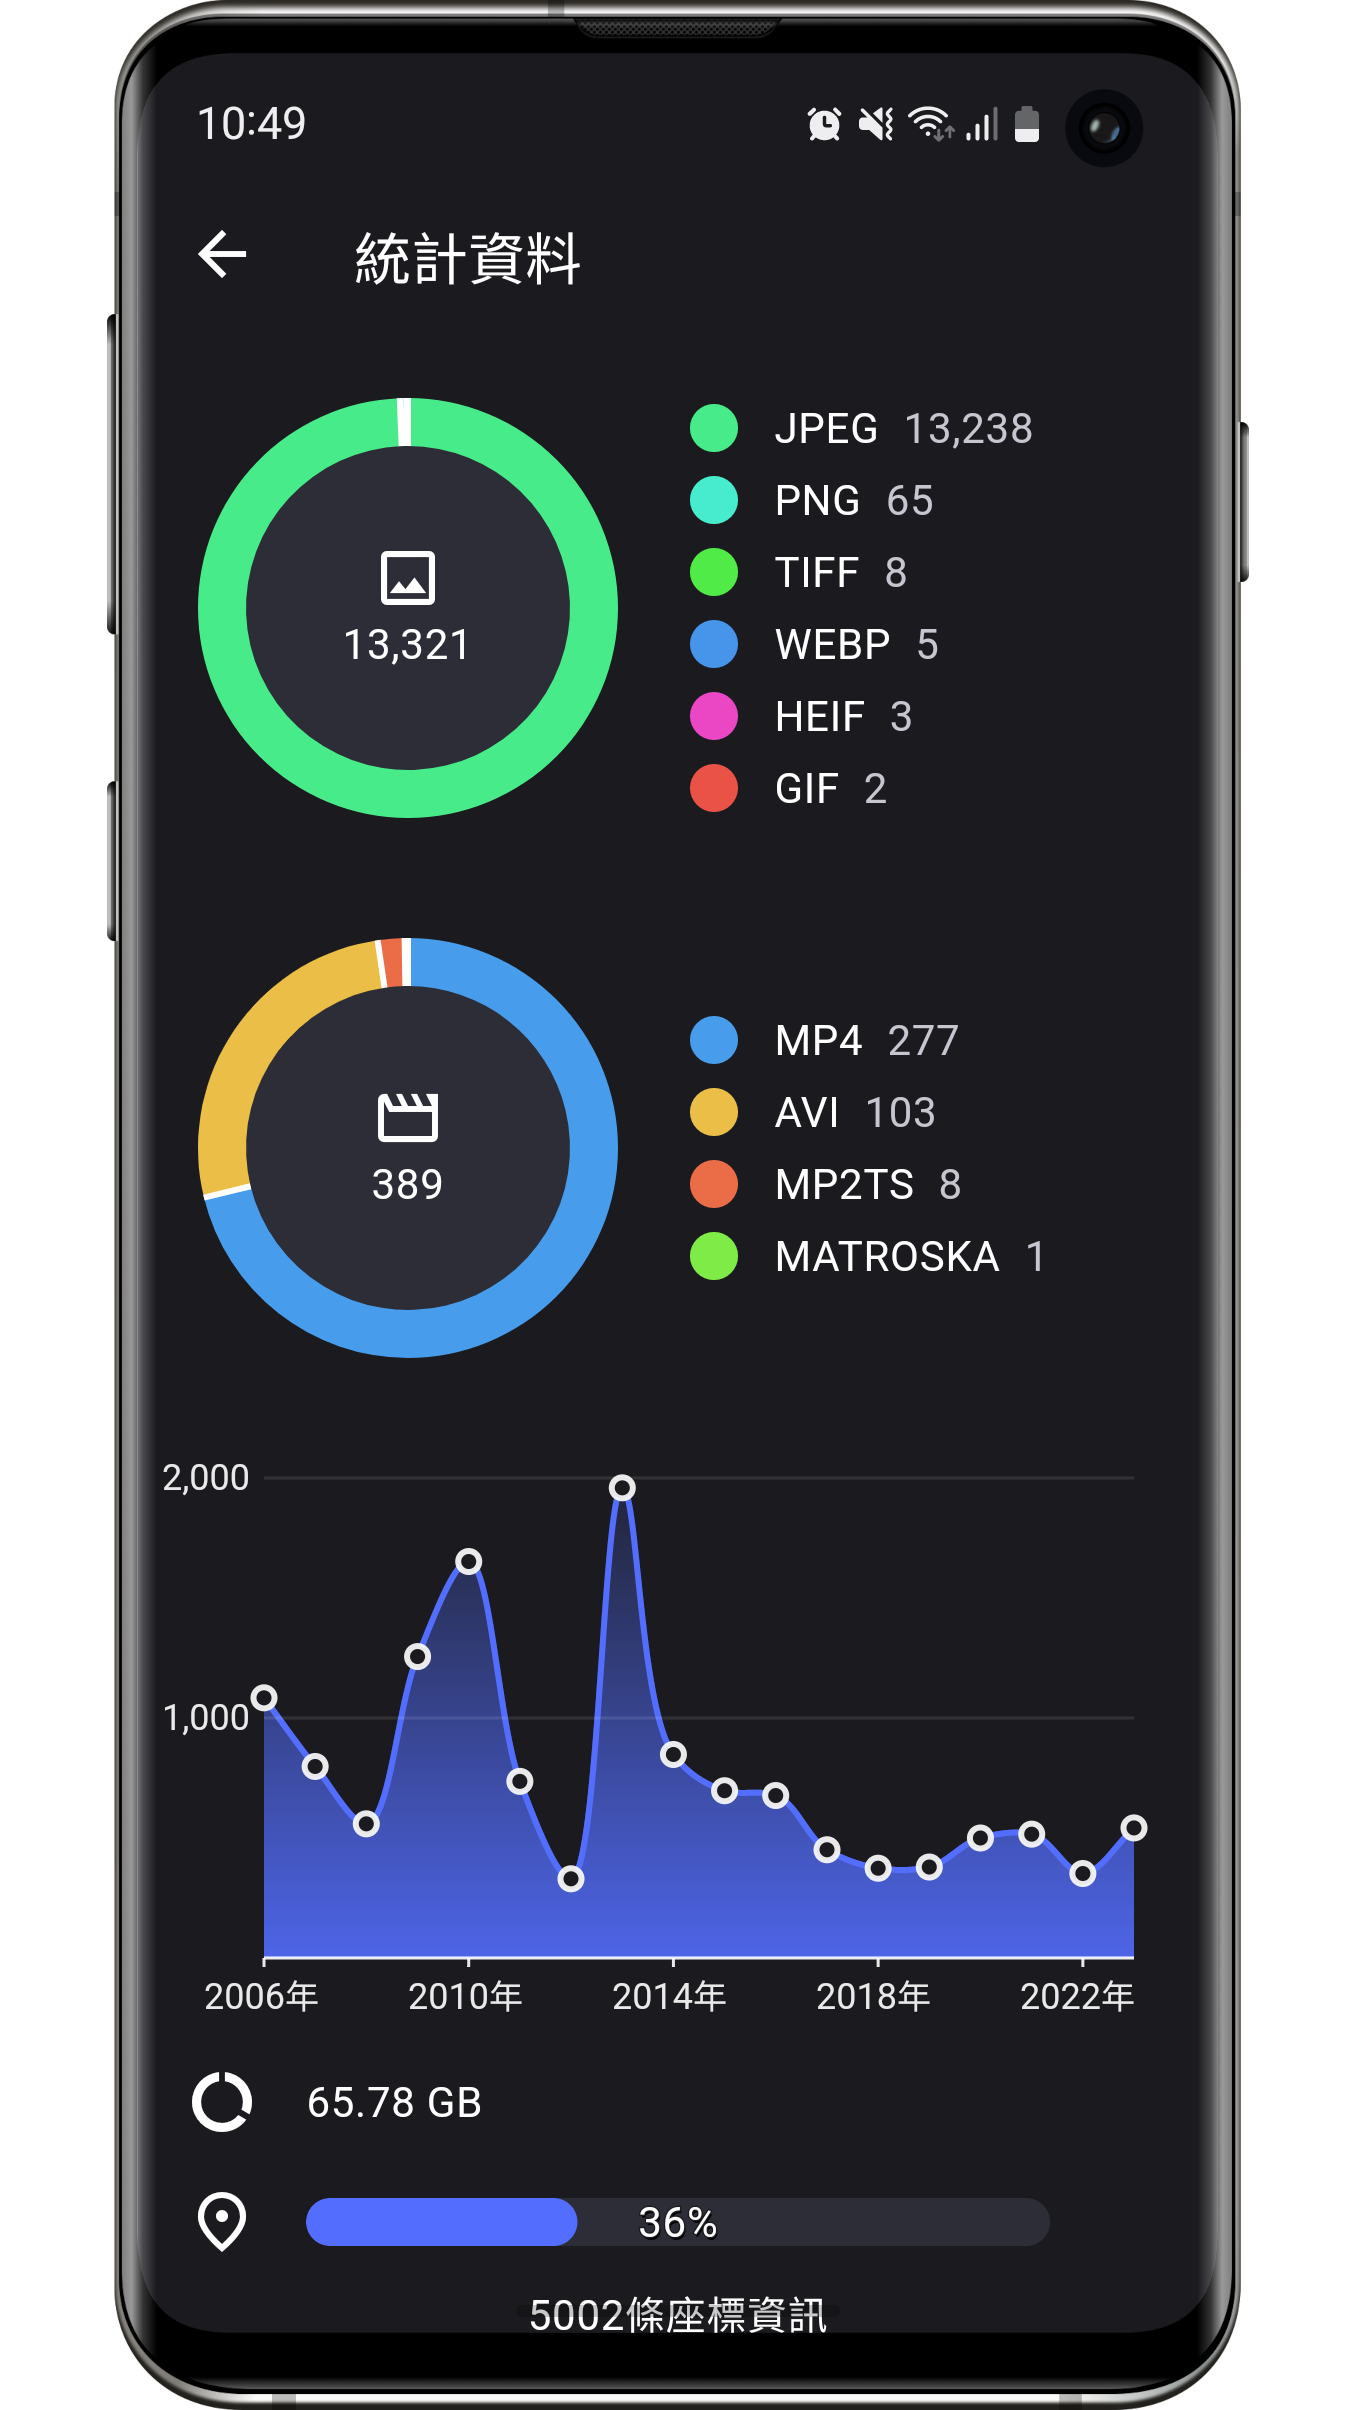 10:49
統計資料
JPEG 13,238
PNG 65
TIFF 8
WEBP 5
HEIF 3
GIF 2
13,321
MP4 277
AVI 103
MP2TS 8
MATROSKA 1
389
2,000
1,000
2006年 2010年 2014年 2018年 2022年
65.78 GB
36%
5002條座標資訊